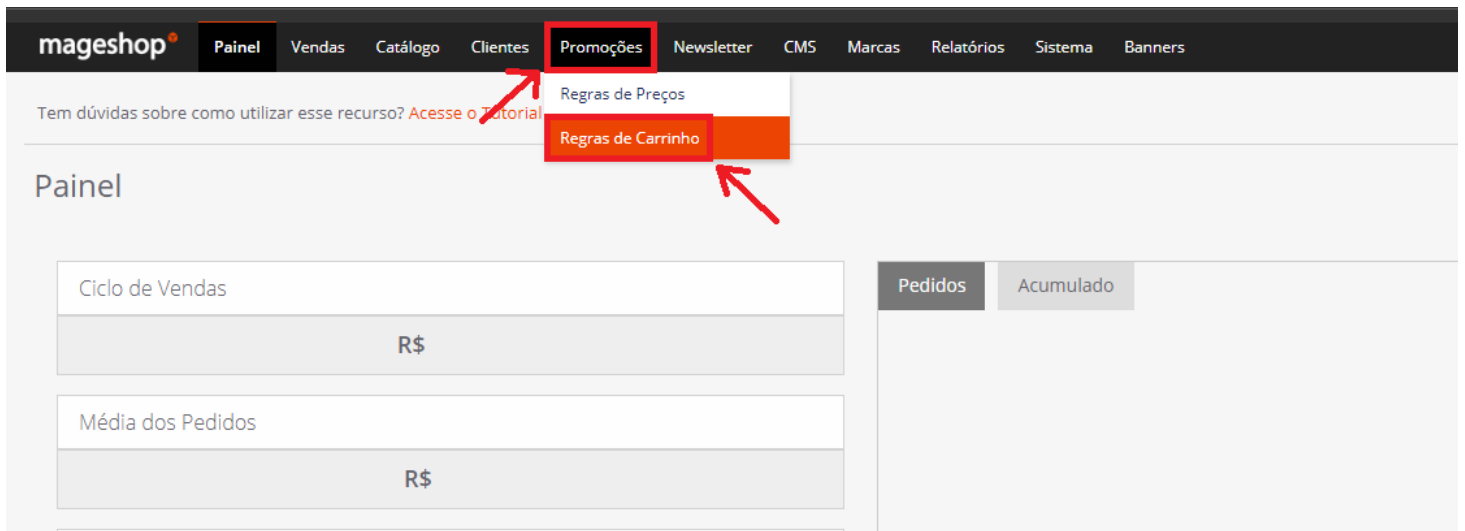 mageshop Painel Vendas Catálogo Clientes Promoções Newsletter CMS Marcas Relatórios Sistema Banners
Regras de Preços
Tem dúvidas sobre como utilizar esse recurso? Acesse o Tutorial
Regras de Carrinho
Painel
Ciclo de Vendas
R$
Média dos Pedidos
R$
Pedidos Acumulado